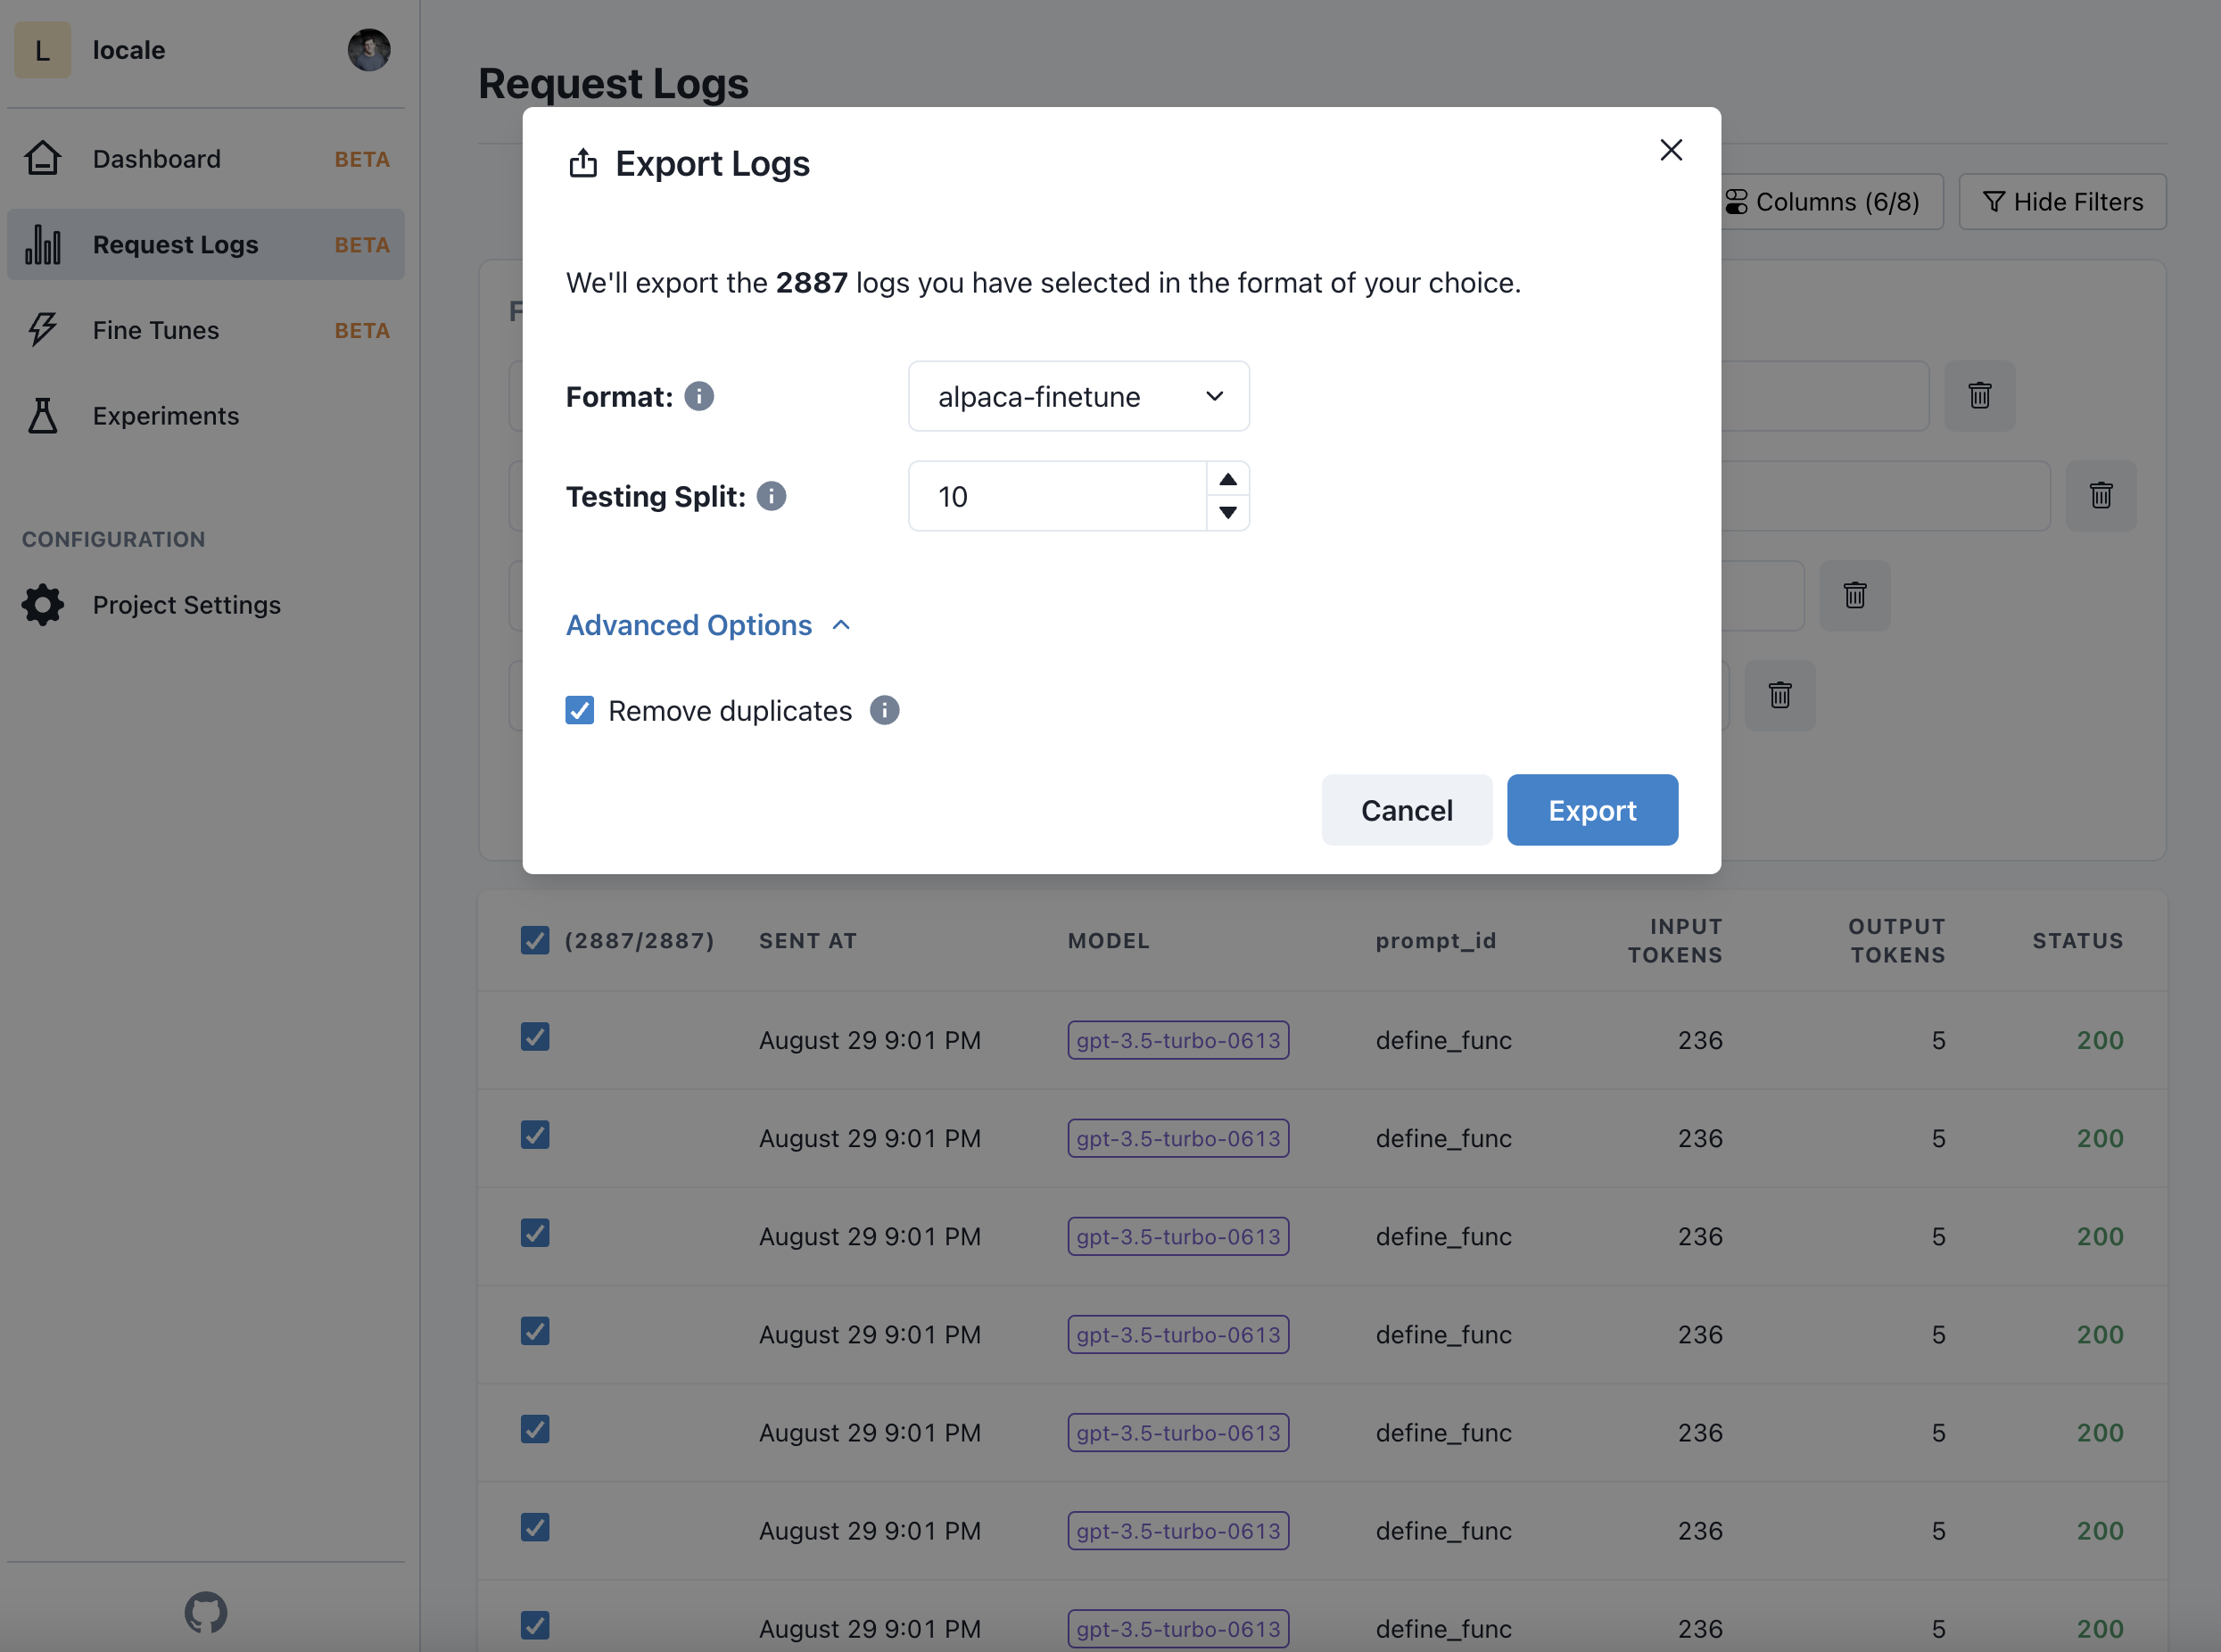 L locale
Dashboard BETA
Request Logs BETA
Fine Tunes BETA
Experiments
CONFIGURATION
Project Settings
Request Logs
Columns (6/8) Hide Filters
Export Logs
We'll export the 2887 logs you have selected in the format of your choice.
Format: alpaca-finetune
Testing Split: 10
Advanced Options
Remove duplicates
Cancel Export
(2887/2887) SENT AT MODEL prompt_id INPUT TOKENS OUTPUT TOKENS STATUS
August 29 9:01 PM gpt-3.5-turbo-0613 define_func 236 5 200
August 29 9:01 PM gpt-3.5-turbo-0613 define_func 236 5 200
August 29 9:01 PM gpt-3.5-turbo-0613 define_func 236 5 200
August 29 9:01 PM gpt-3.5-turbo-0613 define_func 236 5 200
August 29 9:01 PM gpt-3.5-turbo-0613 define_func 236 5 200
August 29 9:01 PM gpt-3.5-turbo-0613 define_func 236 5 200
August 29 9:01 PM gpt-3.5-turbo-0613 define_func 236 5 200